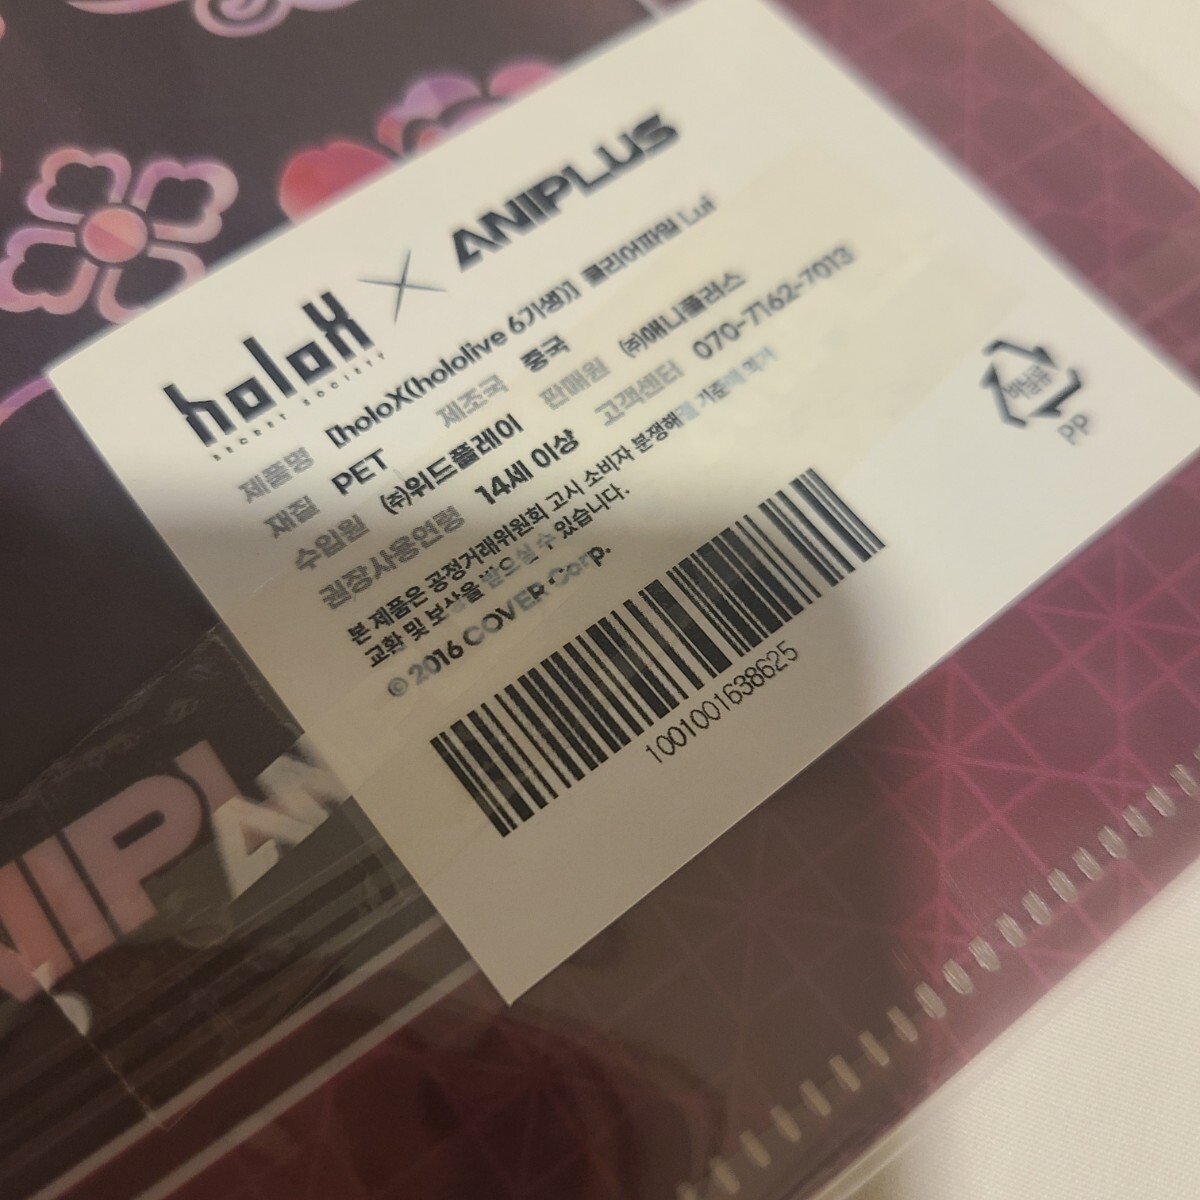 holoX × ANIPLUS
SECRET SOCIETY
제품명 [holoX(hololive 6기생)] 클리어파일 Lui
재질 PET 제조국 중국
수입원 ㈜위드플레이 판매원 ㈜애니플러스
권장사용연령 14세 이상 고객센터 070-7162-7013
본 제품은 공정거래위원회 고시 소비자 분쟁해결 기준에 의거
교환 및 보상을 받으실 수 있습니다.
© 2016 COVER Corp.
1001001638625
비닐류
PP
NIPL
AN